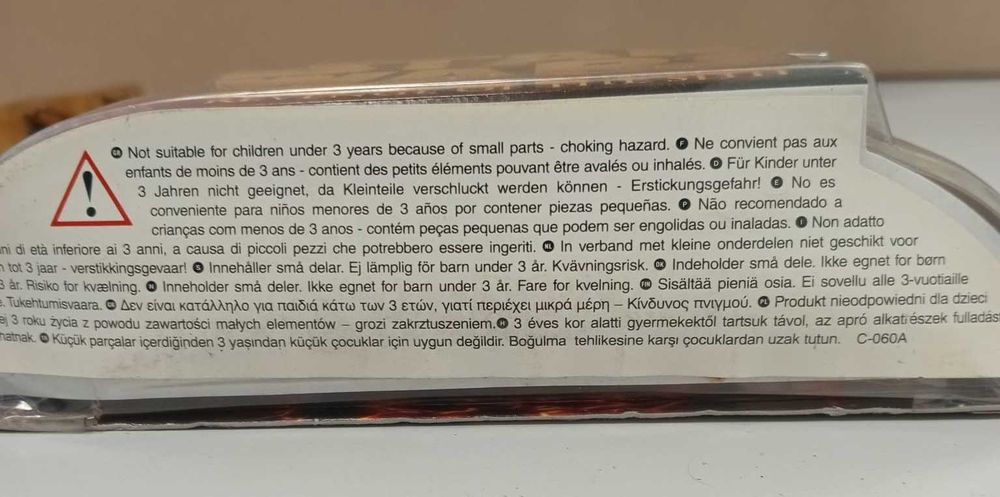 GB Not suitable for children under 3 years because of small parts - choking hazard. F Ne convient pas aux
enfants de moins de 3 ans - contient des petits éléments pouvant être avalés ou inhalés. D Für Kinder unter
3 Jahren nicht geeignet, da Kleinteile verschluckt werden können - Erstickungsgefahr! E No es
conveniente para niños menores de 3 años por contener piezas pequeñas. P Não recomendado a
crianças com menos de 3 anos - contém peças pequenas que podem ser engolidas ou inaladas. I Non adatto
di età inferiore ai 3 anni, a causa di piccoli pezzi che potrebbero essere ingeriti. NL In verband met kleine onderdelen niet geschikt voor
tot 3 jaar - verstikkingsgevaar! S Innehåller små delar. Ej lämplig för barn under 3 år. Kvävningsrisk. DK Indeholder små dele. Ikke egnet for børn
3 år. Risiko for kvælning. N Inneholder små deler. Ikke egnet for barn under 3 år. Fare for kvelning. FIN Sisältää pieniä osia. Ei sovellu alle 3-vuotiaille
Tukehtumisvaara. GR Δεν είναι κατάλληλο για παιδιά κάτω των 3 ετών, γιατί περιέχει μικρά μέρη – Κίνδυνος πνιγμού. PL Produkt nieodpowiedni dla dzieci
3 roku życia z powodu zawartości małych elementów – grozi zakrztuszeniem. H 3 éves kor alatti gyermekektől tartsuk távol, az apró alkatrészek
Küçük parçalar içerdiğinden 3 yaşından küçük çocuklar için uygun değildir. Boğulma tehlikesine karşı çocuklardan uzak tutun. C-060A